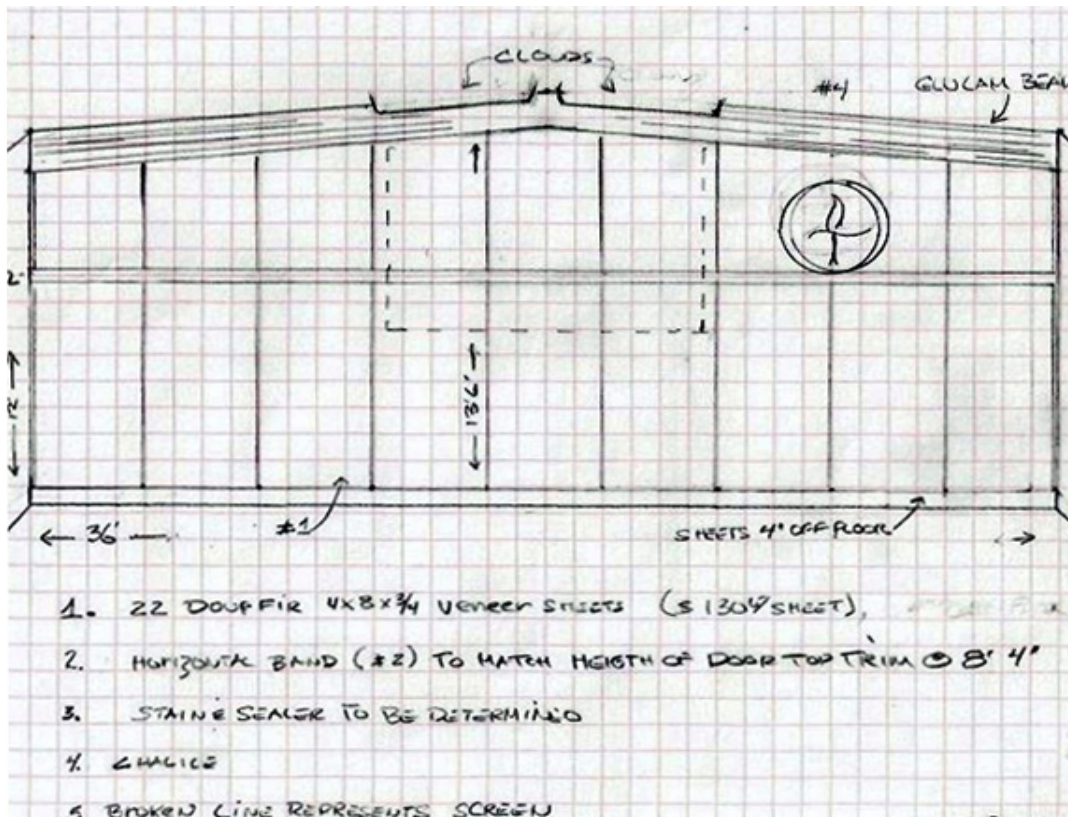 CLOUDS
#4
GLULAM BEAM
2'
12'
13'6"
36'
#1
SHEETS 4" OFF FLOOR
1. 22 DOUG FIR 4x8x3/4 VENEER SHEETS ($130 SHEET),
2. HORIZONTAL BAND (#2) TO MATCH HEIGTH OF DOOR TOP TRIM @ 8' 4"
3. STAIN & SEALER TO BE DETERMINED
4. CHALICE
5 BROKEN LINE REPRESENTS SCREEN